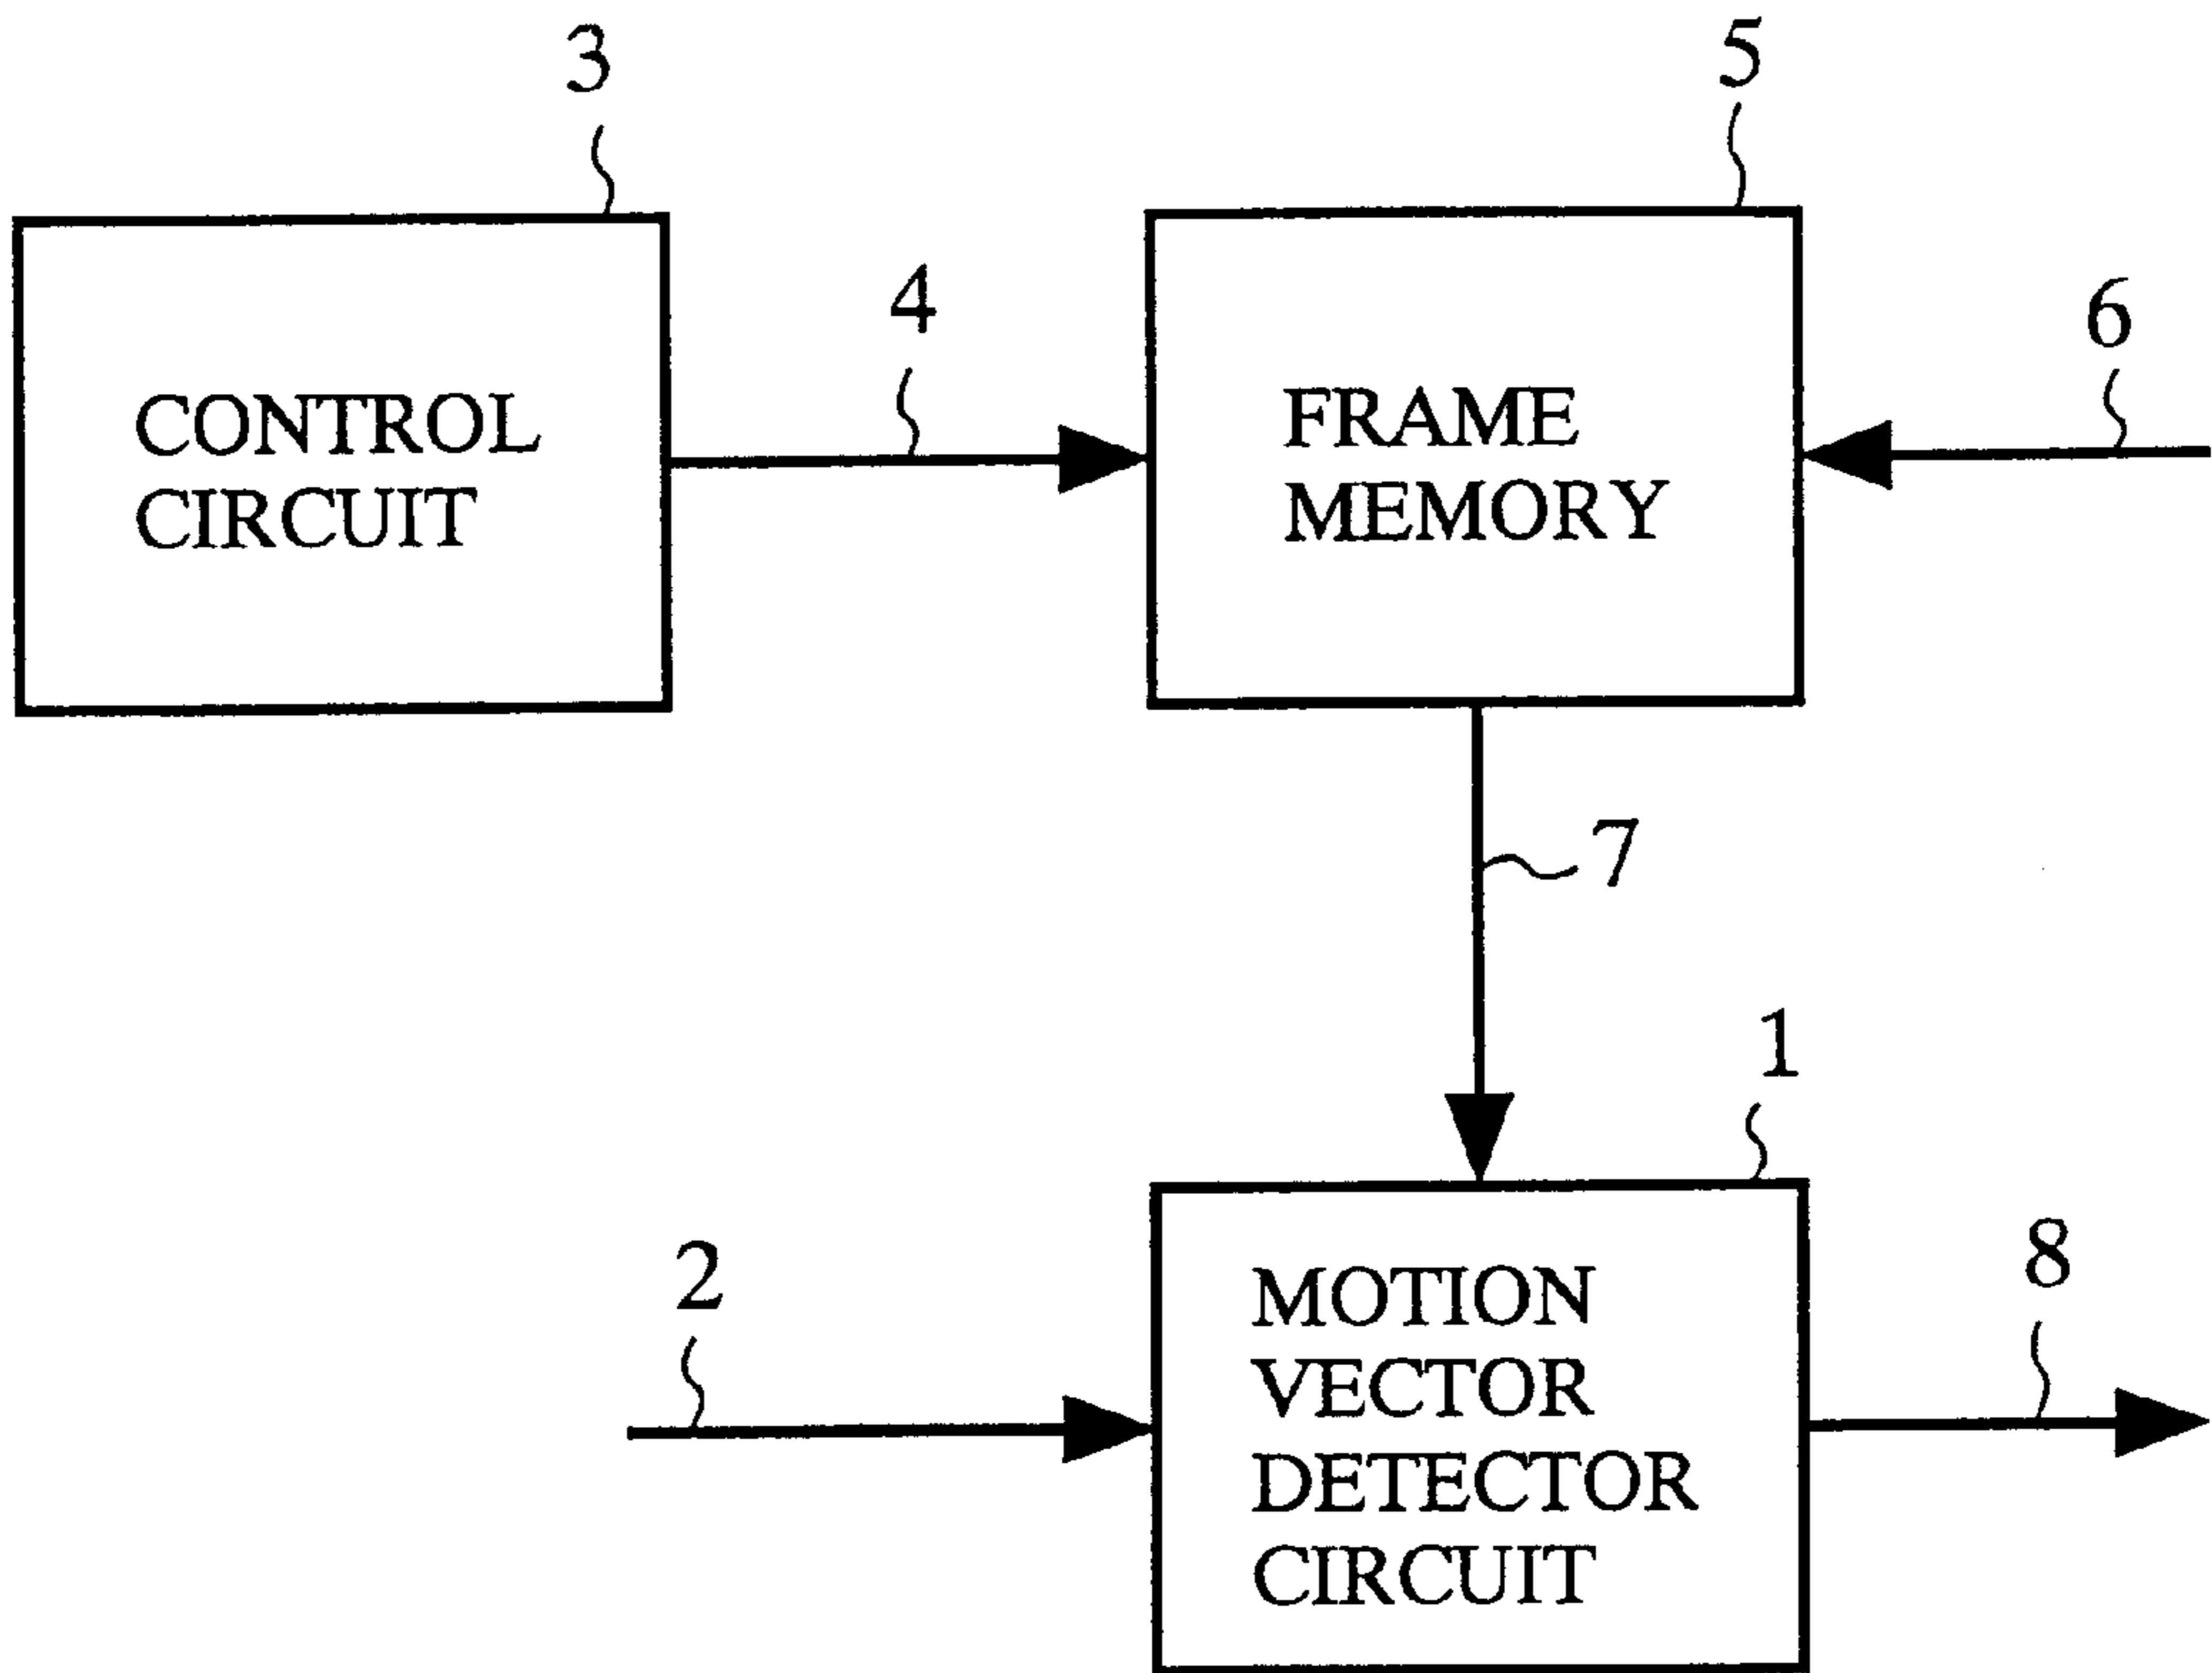 3
5
4
6
CONTROL
CIRCUIT
FRAME
MEMORY
7
1
2
8
MOTION
VECTOR
DETECTOR
CIRCUIT